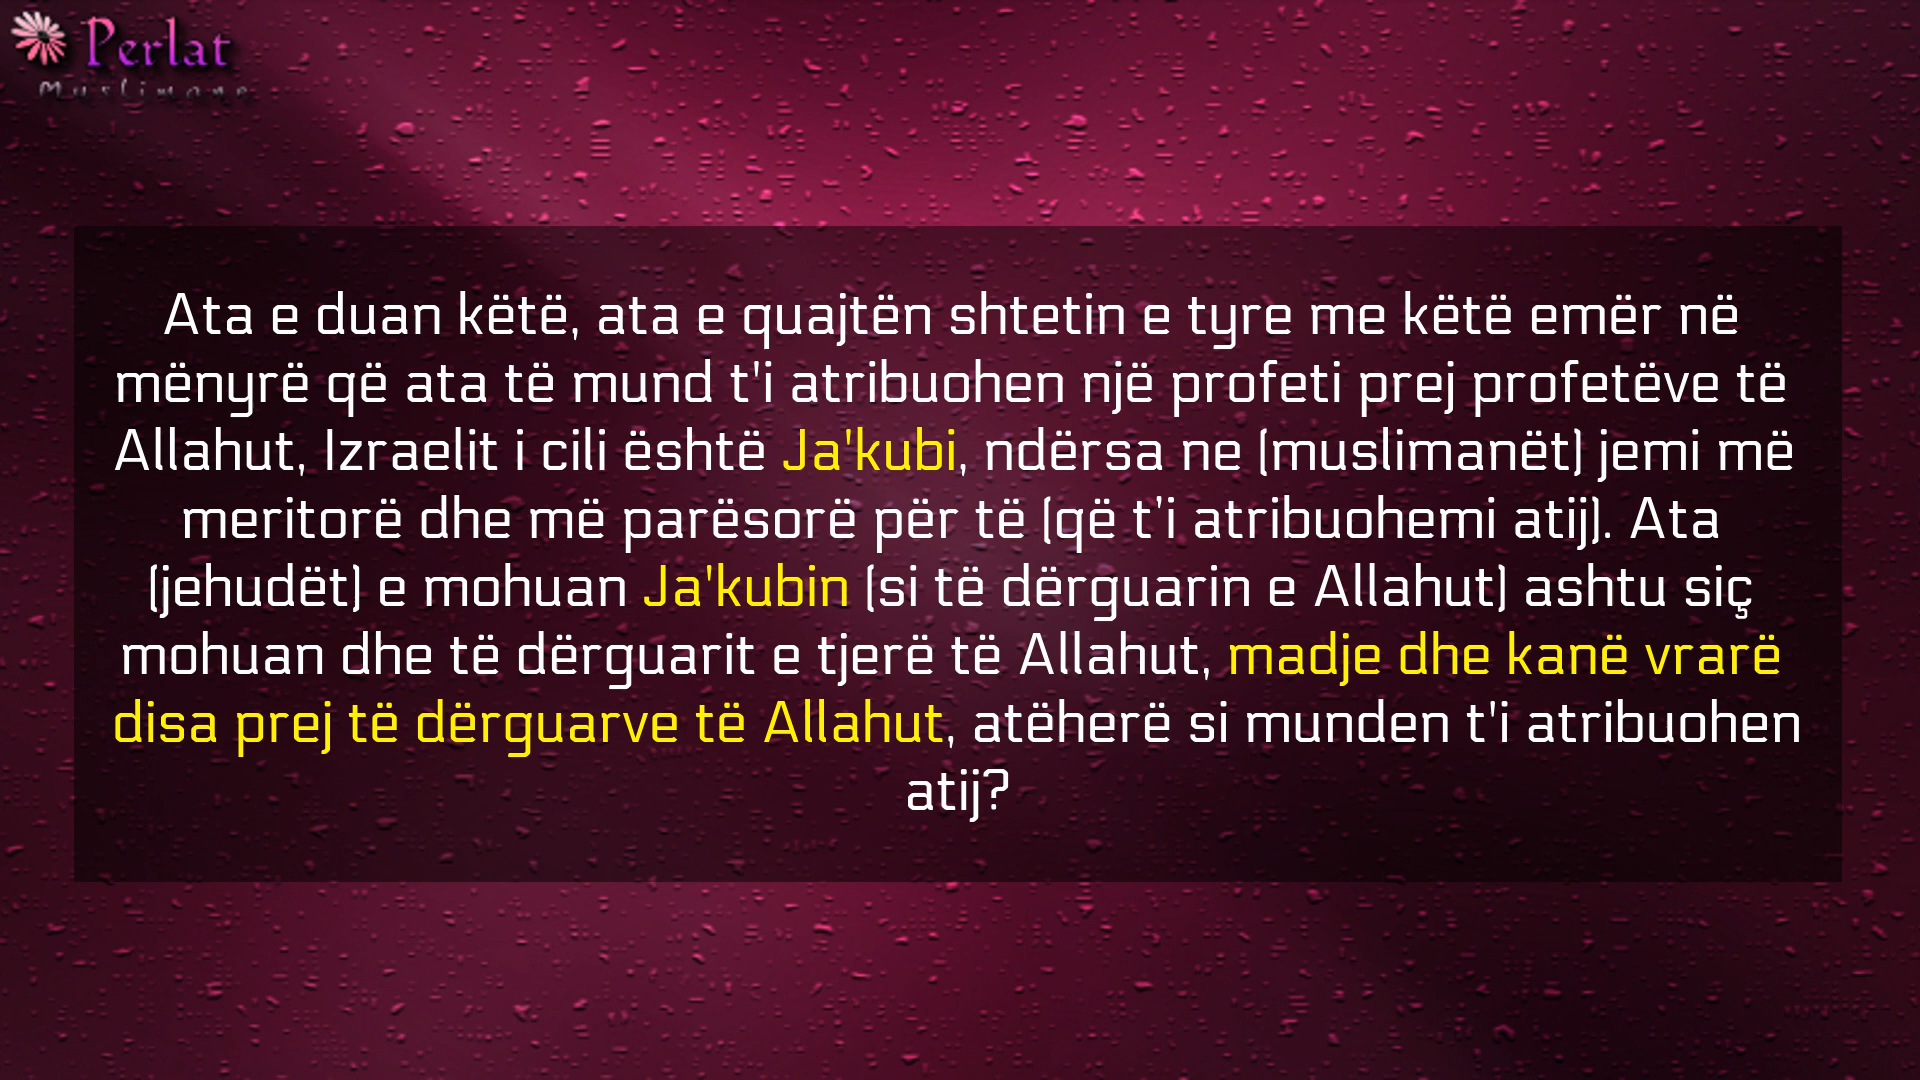 Perlat
Muslimane
Ata e duan këtë, ata e quajtën shtetin e tyre me këtë emër në
mënyrë që ata të mund t'i atribuohen një profeti prej profetëve të
Allahut, Izraelit i cili është Ja'kubi, ndërsa ne (muslimanët) jemi më
meritorë dhe më parësorë për të (që t'i atribuohemi atij). Ata
(jehudët) e mohuan Ja'kubin (si të dërguarin e Allahut) ashtu siç
mohuan dhe të dërguarit e tjerë të Allahut, madje dhe kanë vrarë
disa prej të dërguarve të Allahut, atëherë si munden t'i atribuohen
atij?